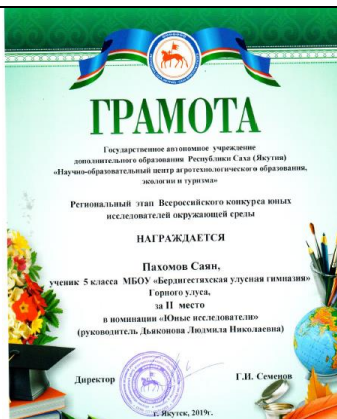 ГРАМОТА
Государственное автономное учреждение
дополнительного образования Республики Саха (Якутия)
«Научно-образовательный центр агротехнологического образования,
экологии и туризма»
Региональный этап Всероссийского конкурса юных
исследователей окружающей среды
НАГРАЖДАЕТСЯ
Пахомов Саян,
ученик 5 класса МБОУ «Бердигестяхская улусная гимназия»
Горного улуса,
за II место
в номинации «Юные исследователи»
(руководитель Дьяконова Людмила Николаевна)
Директор Г.И. Семенов
г. Якутск, 2019г.